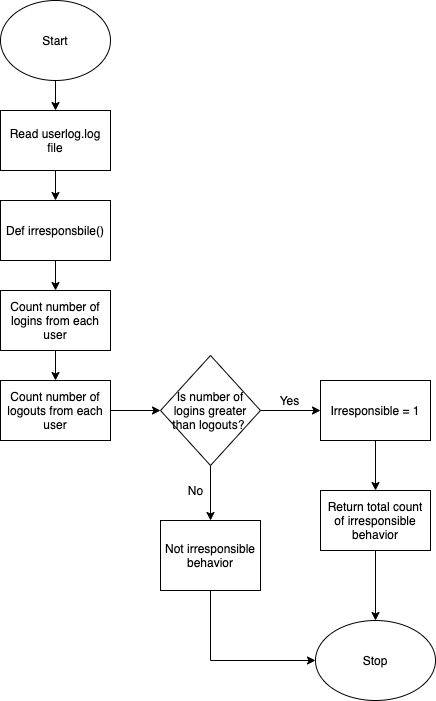 Start
Read userlog.log
file
Def irresponsbile()
Count number of
logins from each
user
Count number of
logouts from each
user
Is number of
logins greater
than logouts?
Yes
Irresponsible = 1
No
Return total count
of irresponsible
behavior
Not irresponsible
behavior
Stop